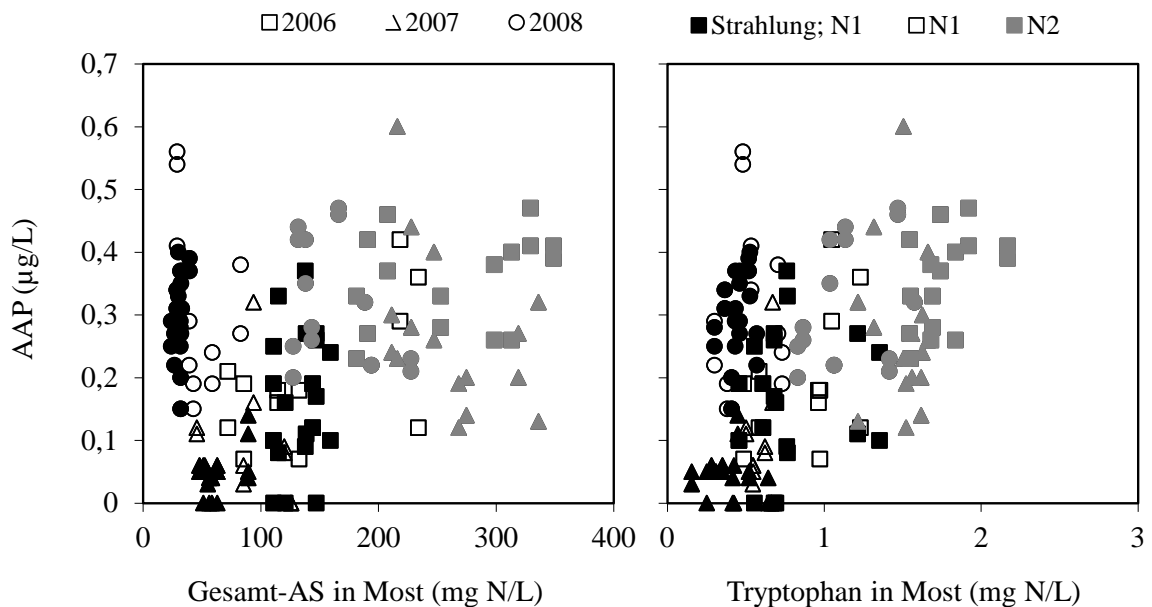 2006 2007 2008 Strahlung; N1 N1 N2
0,7
0,6
0,5
0,4
0,3
0,2
0,1
0
AAP (µg/L)
0 100 200 300 400 0 1 2 3
Gesamt-AS in Most (mg N/L) Tryptophan in Most (mg N/L)